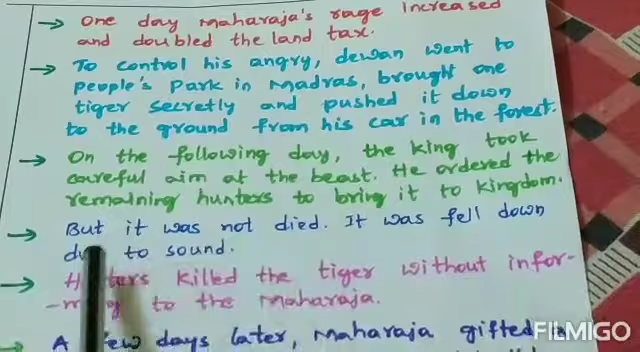 → One day Maharaja's rage increased
and doubled the land tax.
→ To control his angry, dewan went to
people's Park in Madras, brought one
tiger secretly and pushed it down
to the ground from his car in the forest.
→ On the following day, the king took
careful aim at the beast. He ordered the
remaining hunters to bring it to kingdom.
→ But it was not died. It was fell down
to sound.
→ killed the tiger without infor-
to the Maharaja.
→ A few days later, Maharaja gifted
FILMIGO